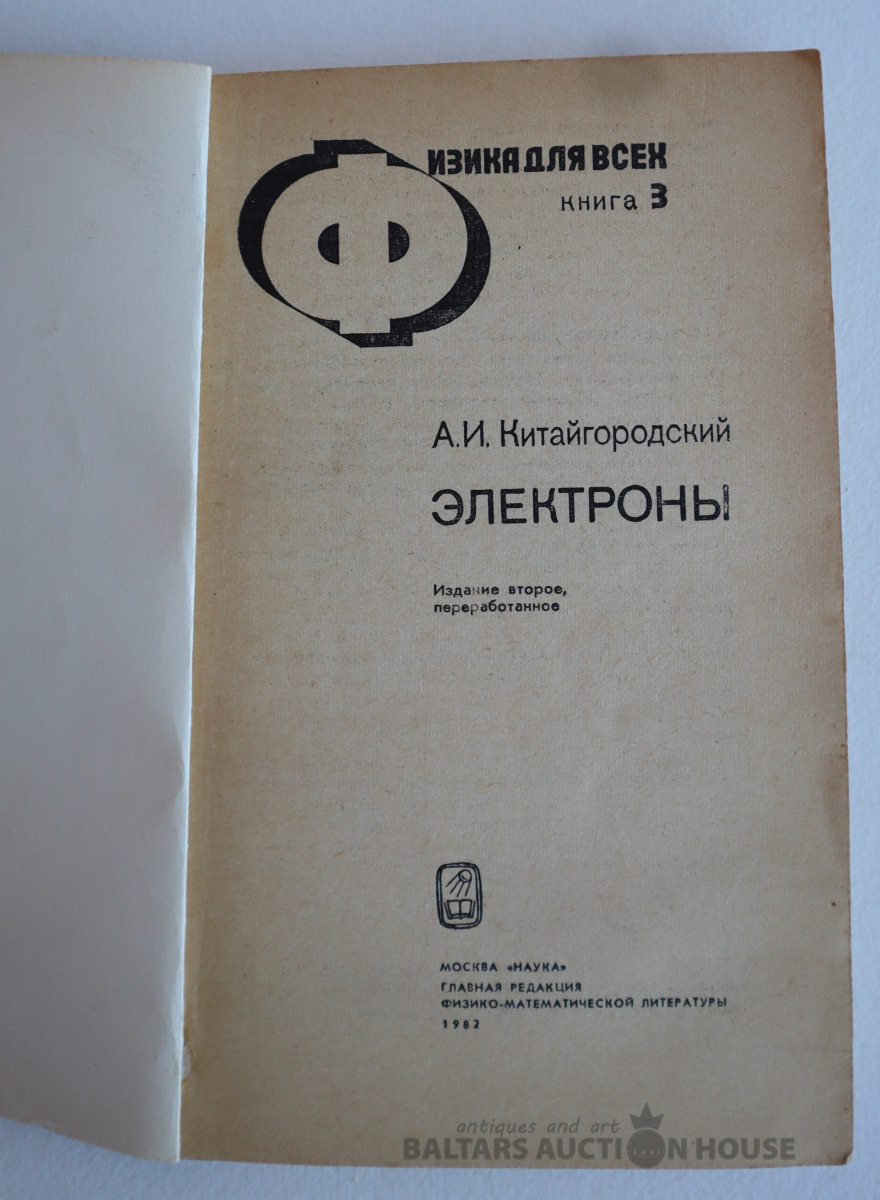 ФИЗИКА ДЛЯ ВСЕХ
книга 3
А.И. Китайгородский
ЭЛЕКТРОНЫ
Издание второе,
переработанное
МОСКВА «НАУКА»
ГЛАВНАЯ РЕДАКЦИЯ
ФИЗИКО-МАТЕМАТИЧЕСКОЙ ЛИТЕРАТУРЫ
1982
antiques and art
BALTARS AUCTION HOUSE